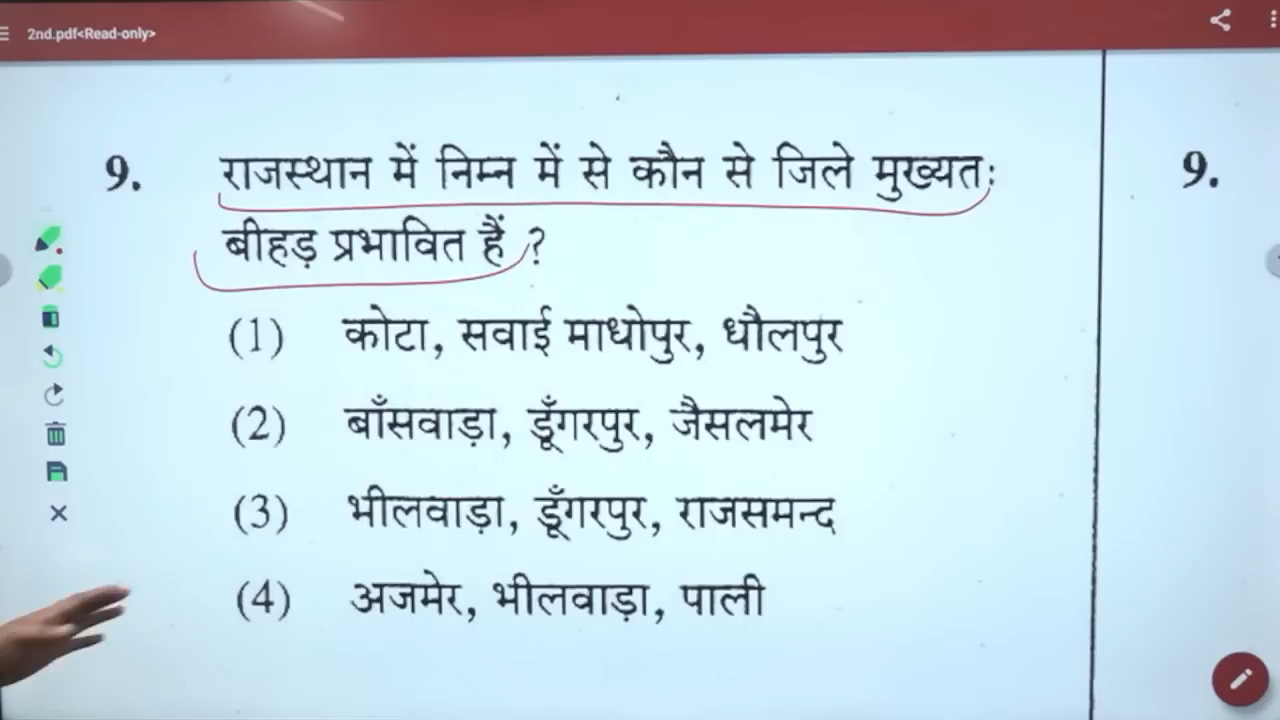 2nd.pdf<Read-only>
9. राजस्थान में निम्न में से कौन से जिले मुख्यतः
बीहड़ प्रभावित हैं ?
(1) कोटा, सवाई माधोपुर, धौलपुर
(2) बाँसवाड़ा, डूँगरपुर, जैसलमेर
(3) भीलवाड़ा, डूँगरपुर, राजसमन्द
(4) अजमेर, भीलवाड़ा, पाली
9.